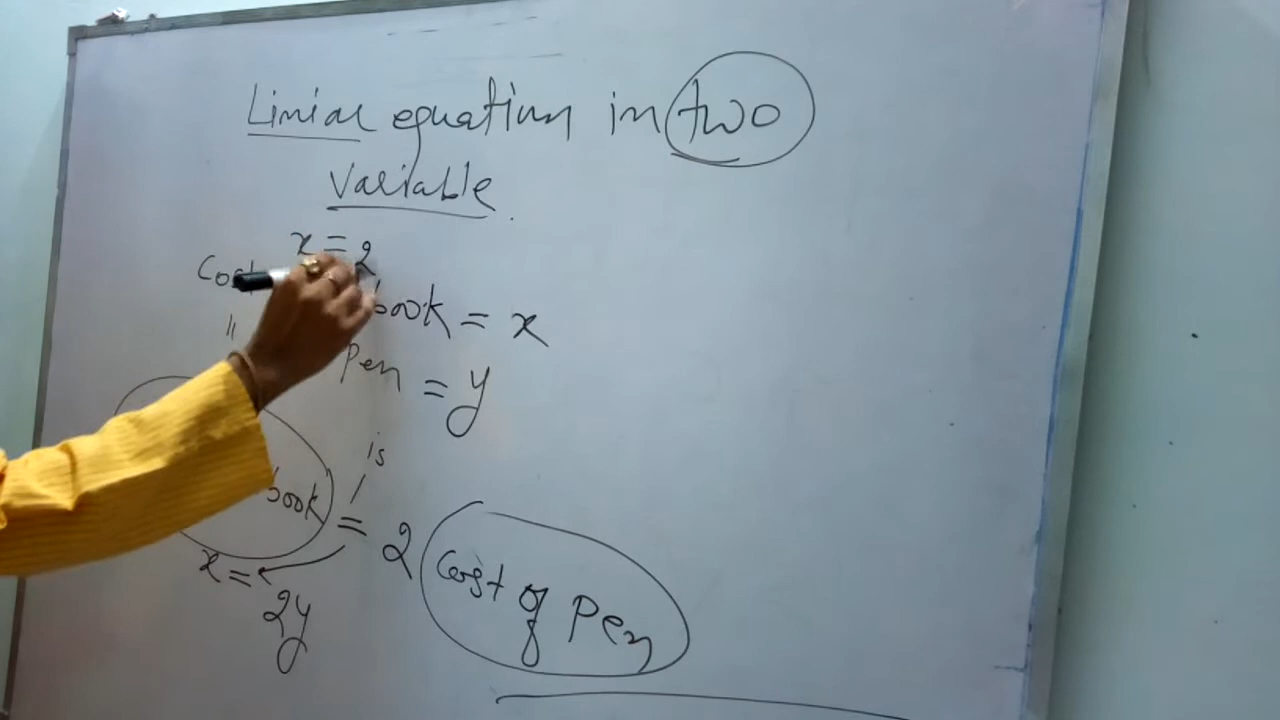 Liniar equation in two
variable
x = 2
Cost book = x
" Pen = y
is
book = 2 Cost of Pen
x = 2y